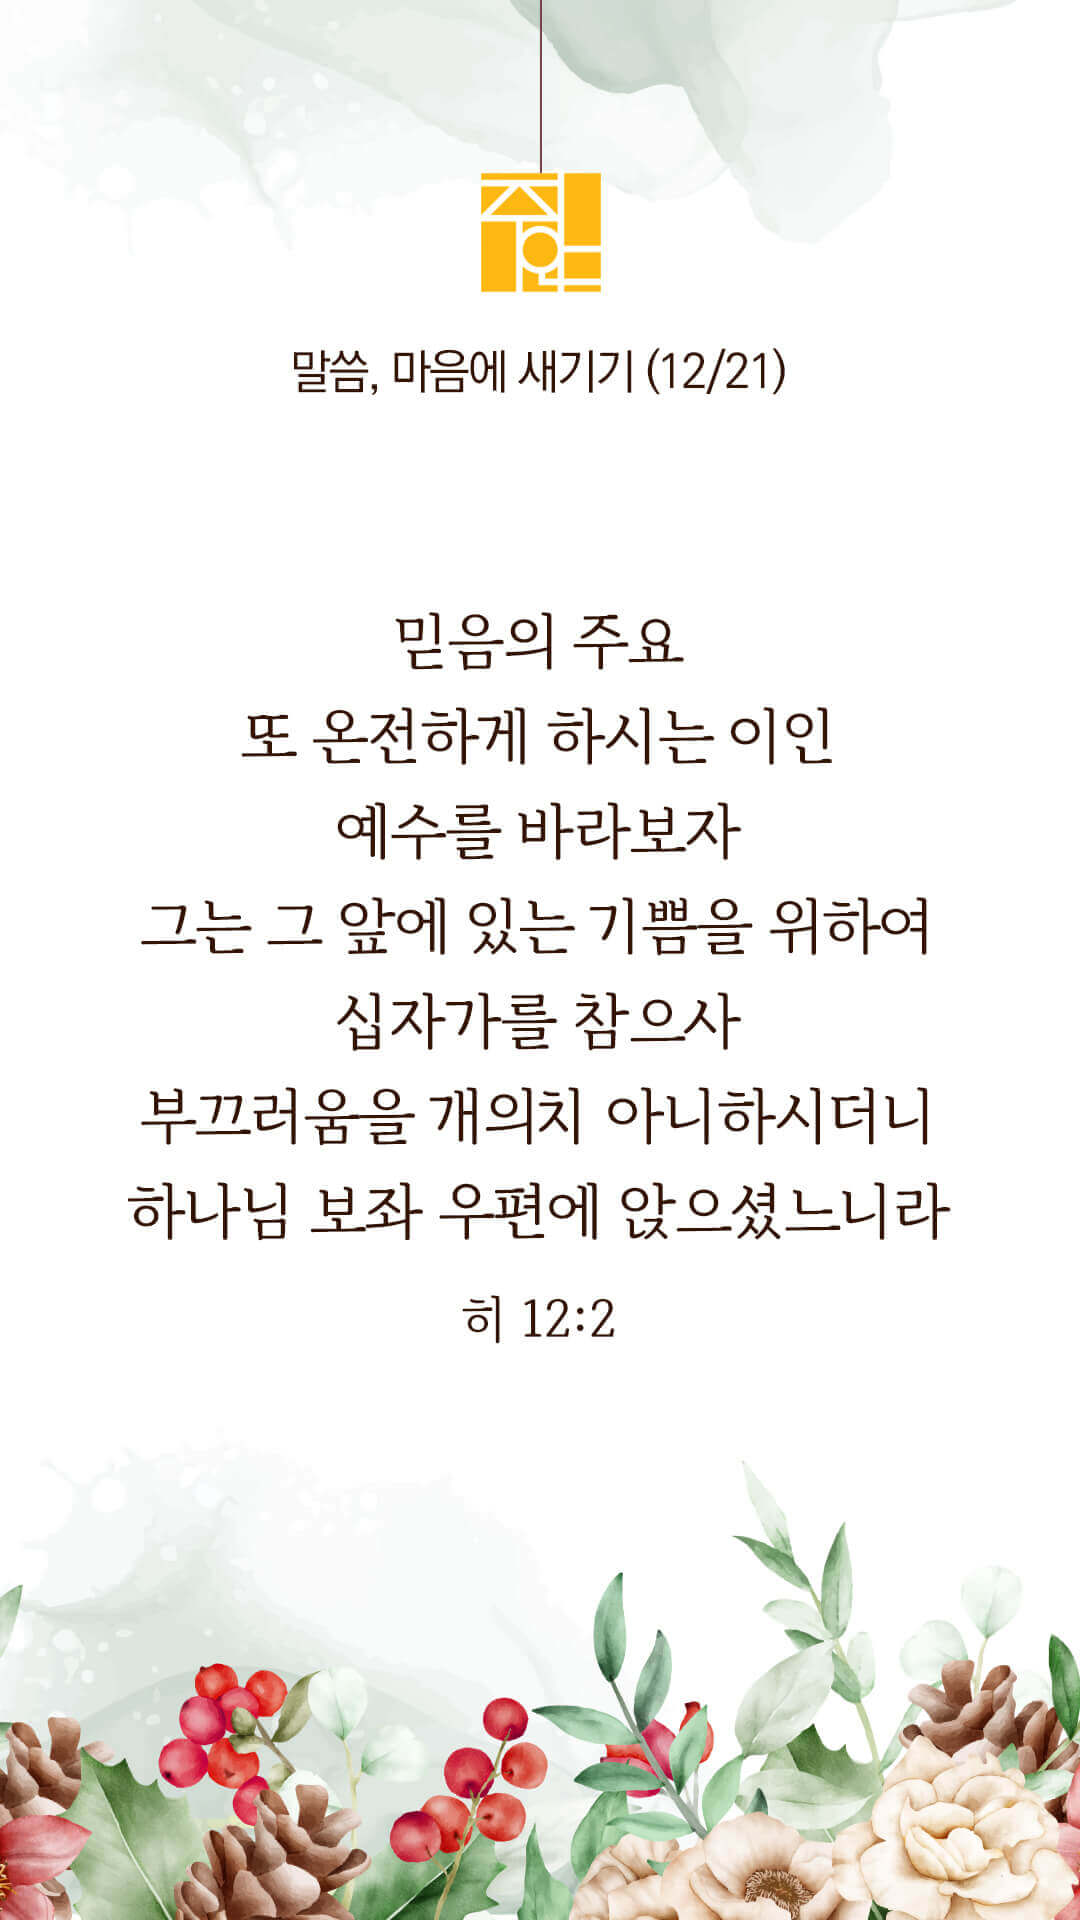 주인
말씀, 마음에 새기기 (12/21)
믿음의 주요
또 온전하게 하시는 이인
예수를 바라보자
그는 그 앞에 있는 기쁨을 위하여
십자가를 참으사
부끄러움을 개의치 아니하시더니
하나님 보좌 우편에 앉으셨느니라
히 12:2